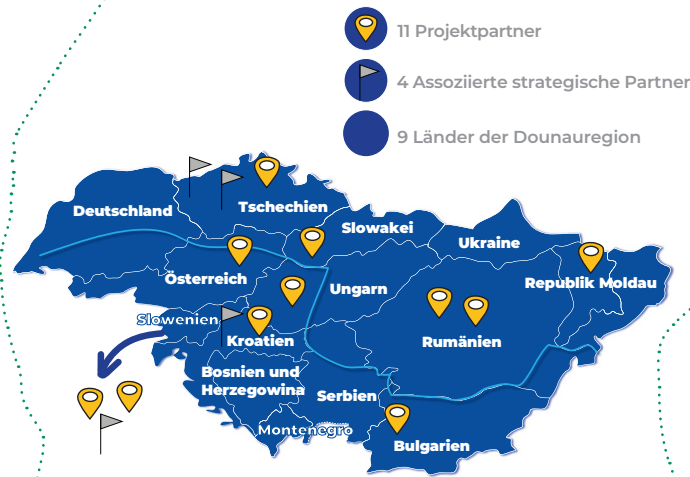 11 Projektpartner
4 Assoziierte strategische Partner
9 Länder der Dounauregion
Deutschland
Tschechien
Slowakei
Ukraine
Österreich
Ungarn
Republik Moldau
Slowenien
Kroatien
Rumänien
Bosnien und
Herzegowina
Serbien
Montenegro
Bulgarien